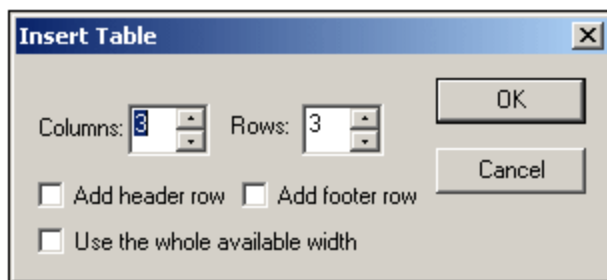 Insert Table
Columns: 3 Rows: 3 OK
Cancel
Add header row Add footer row
Use the whole available width